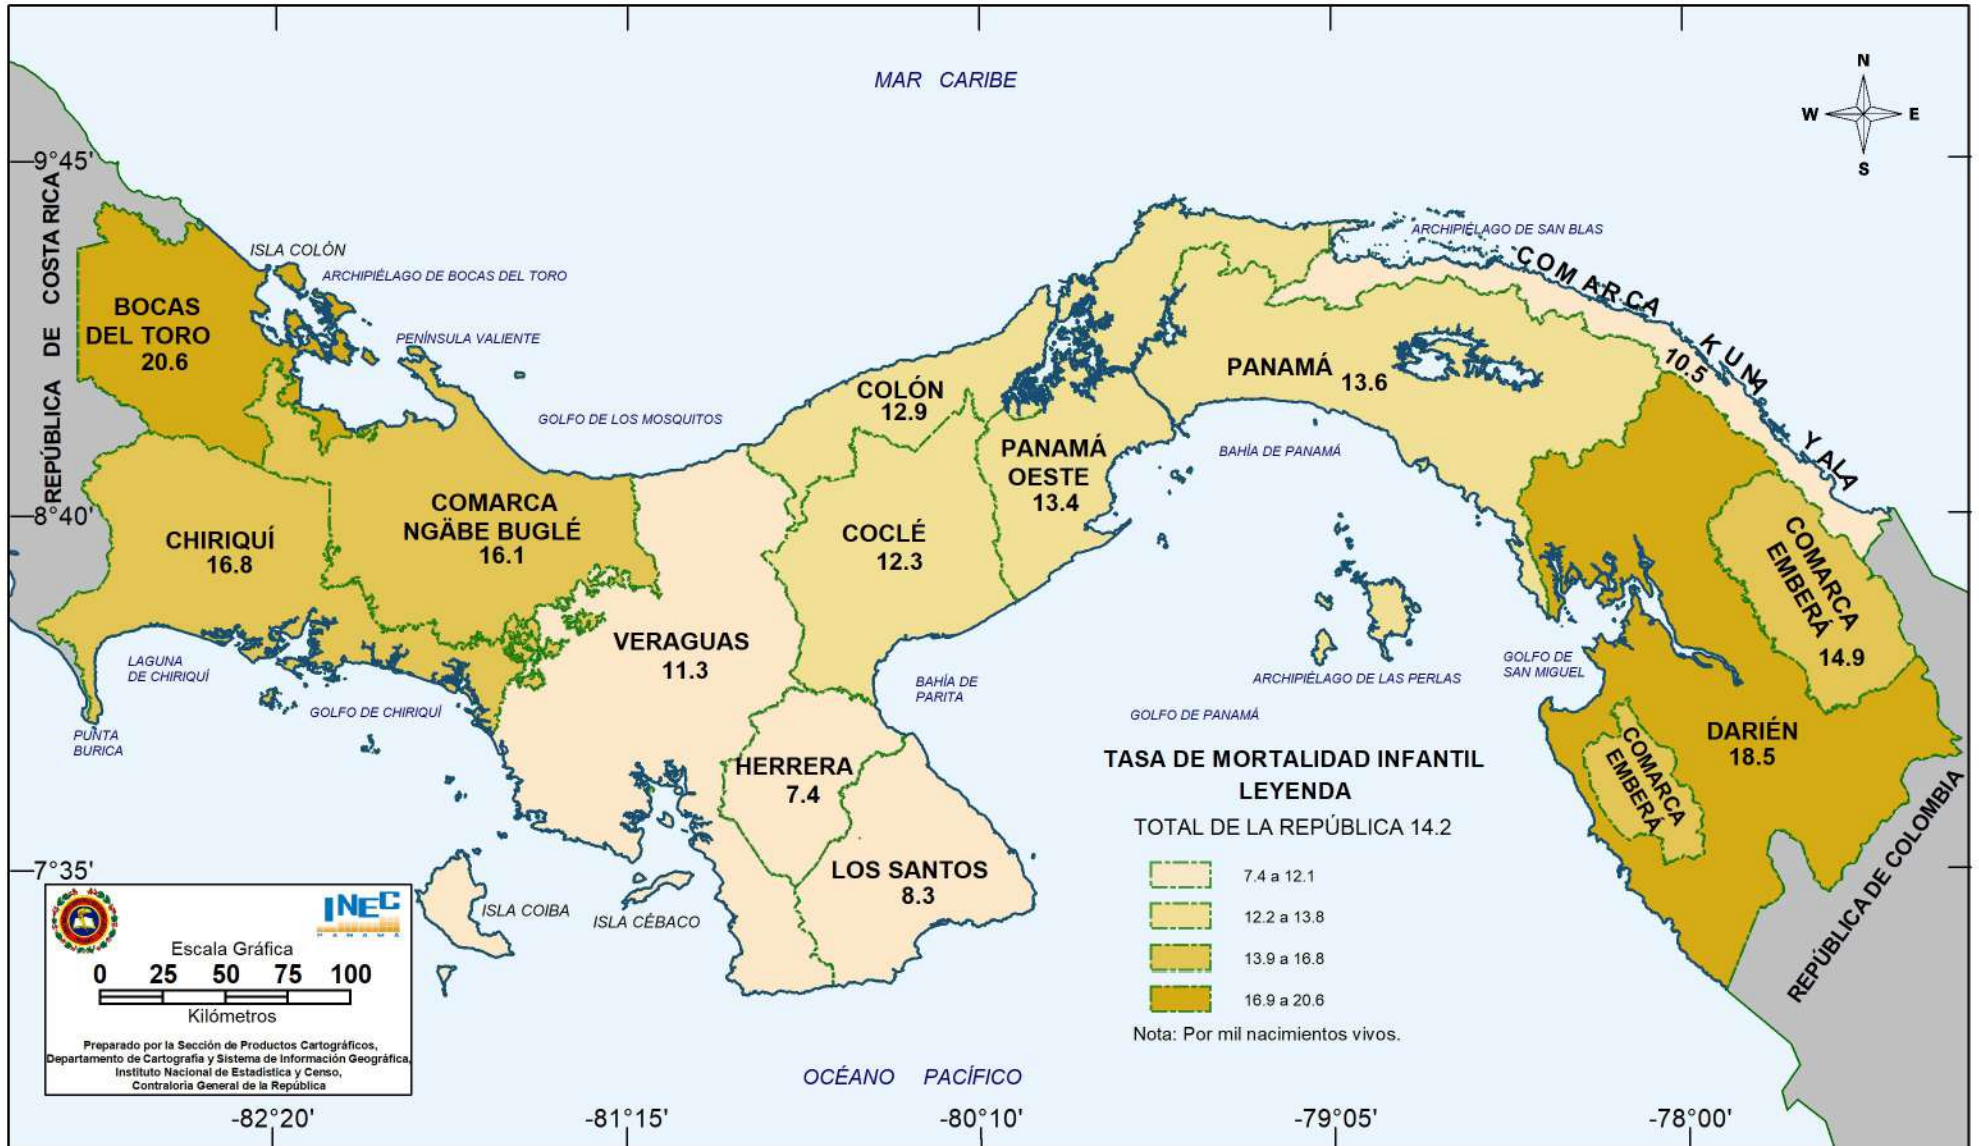 MAR CARIBE
N
W E
S
9°45'
REPÚBLICA DE COSTA RICA
ISLA COLÓN
ARCHIPIÉLAGO DE BOCAS DEL TORO
BOCAS
DEL TORO
20.6
PENÍNSULA VALIENTE
GOLFO DE LOS MOSQUITOS
ARCHIPIÉLAGO DE SAN BLAS
COMARCA KUNA YALA
10.5
COLÓN
12.9
PANAMÁ 13.6
PANAMÁ
OESTE
13.4
BAHÍA DE PANAMÁ
8°40'
CHIRIQUÍ
16.8
COMARCA
NGÄBE BUGLÉ
16.1
COCLÉ
12.3
COMARCA
EMBERÁ
14.9
VERAGUAS
11.3
LAGUNA
DE CHIRIQUÍ
GOLFO DE CHIRIQUÍ
PUNTA
BURICA
BAHÍA DE
PARITA
ARCHIPIÉLAGO DE LAS PERLAS
GOLFO DE
SAN MIGUEL
GOLFO DE PANAMÁ
DARIÉN
18.5
COMARCA
EMBERÁ
HERRERA
7.4
LOS SANTOS
8.3
REPÚBLICA DE COLOMBIA
TASA DE MORTALIDAD INFANTIL
LEYENDA
TOTAL DE LA REPÚBLICA 14.2
7.4 a 12.1
12.2 a 13.8
13.9 a 16.8
16.9 a 20.6
Nota: Por mil nacimientos vivos.
7°35'
ISLA COIBA
ISLA CÉBACO
INEC
PANAMÁ
Escala Gráfica
0 25 50 75 100
Kilómetros
Preparado por la Sección de Productos Cartográficos,
Departamento de Cartografía y Sistema de Información Geográfica,
Instituto Nacional de Estadística y Censo,
Contraloría General de la República
OCÉANO PACÍFICO
-82°20' -81°15' -80°10' -79°05' -78°00'